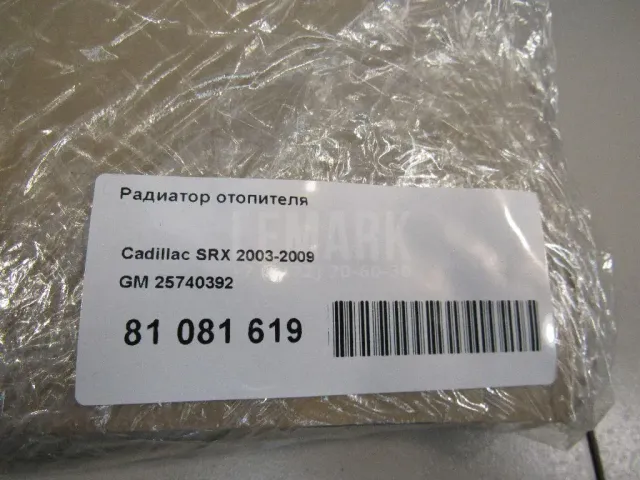 Радиатор отопителя
LEMARK
Cadillac SRX 2003-2009
GM 25740392
81 081 619